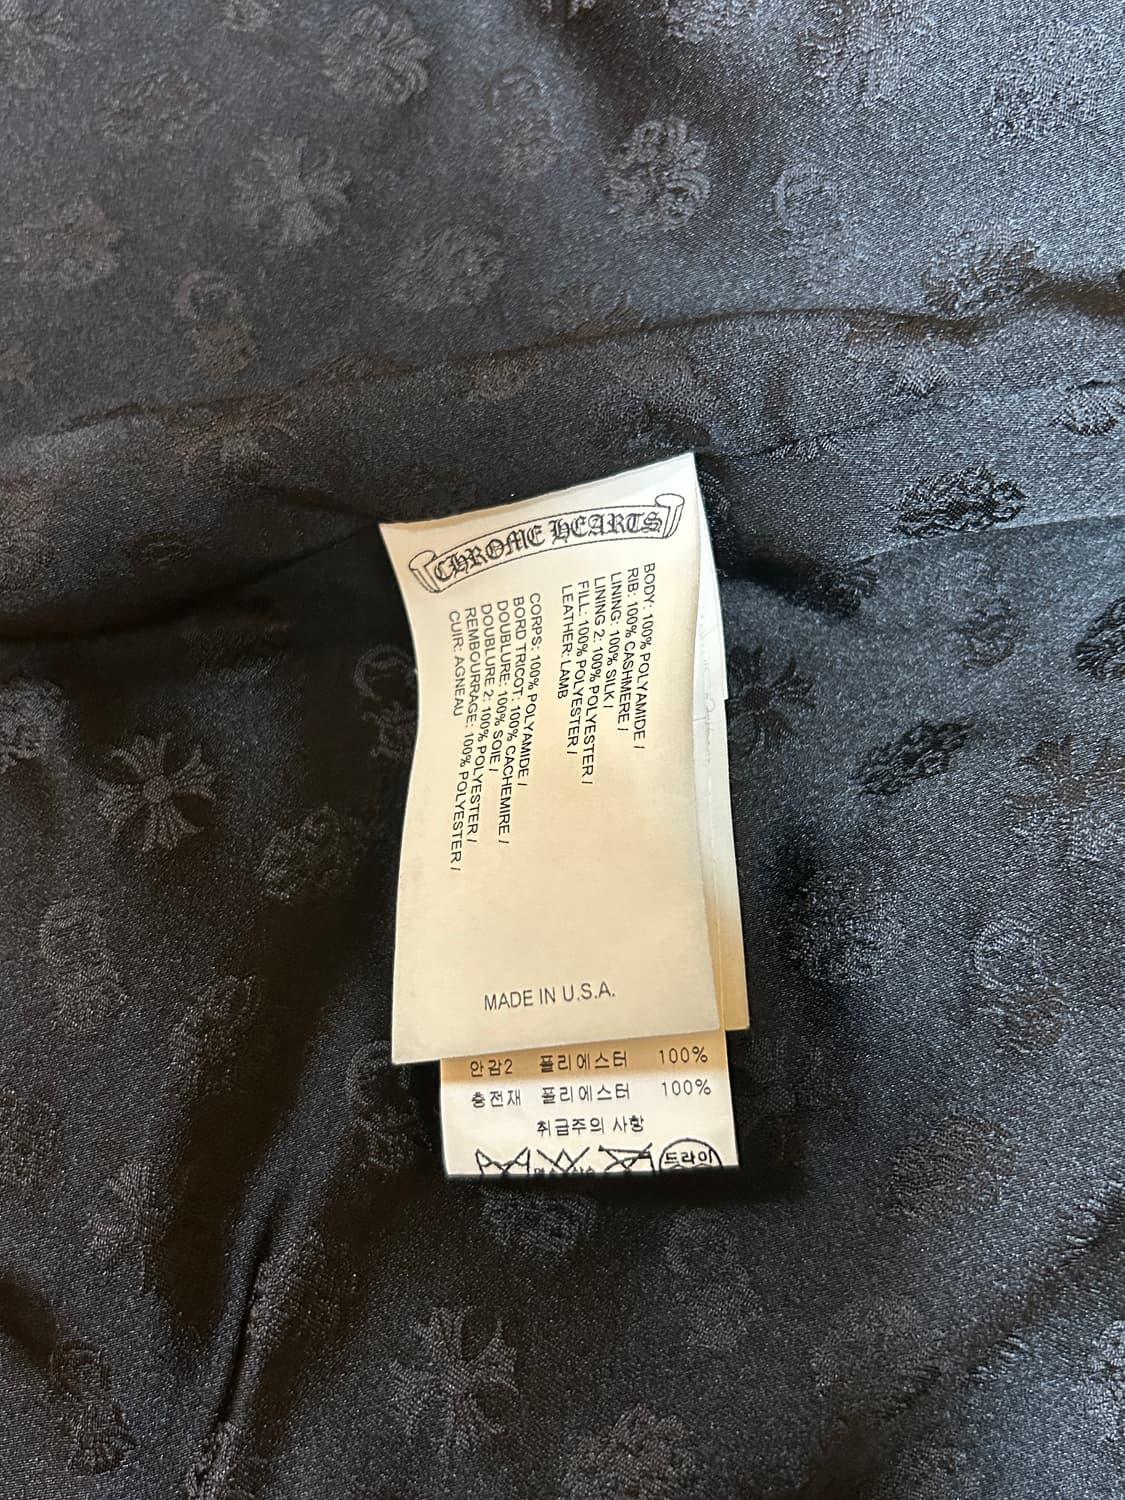 CHROME HEARTS
BODY: 100% POLYAMIDE /
RIB: 100% CASHMERE /
LINING: 100% SILK /
LINING 2: 100% POLYESTER /
FILL: 100% POLYESTER /
LEATHER: LAMB
CORPS: 100% POLYAMIDE /
BORD TRICOT: 100% CACHEMIRE /
DOUBLURE: 100% SOIE /
DOUBLURE 2: 100% POLYESTER /
REMBOURRAGE: 100% POLYESTER /
CUIR: AGNEAU
MADE IN U.S.A.
안감2 폴리에스터 100%
충전재 폴리에스터 100%
취급주의 사항
드라이